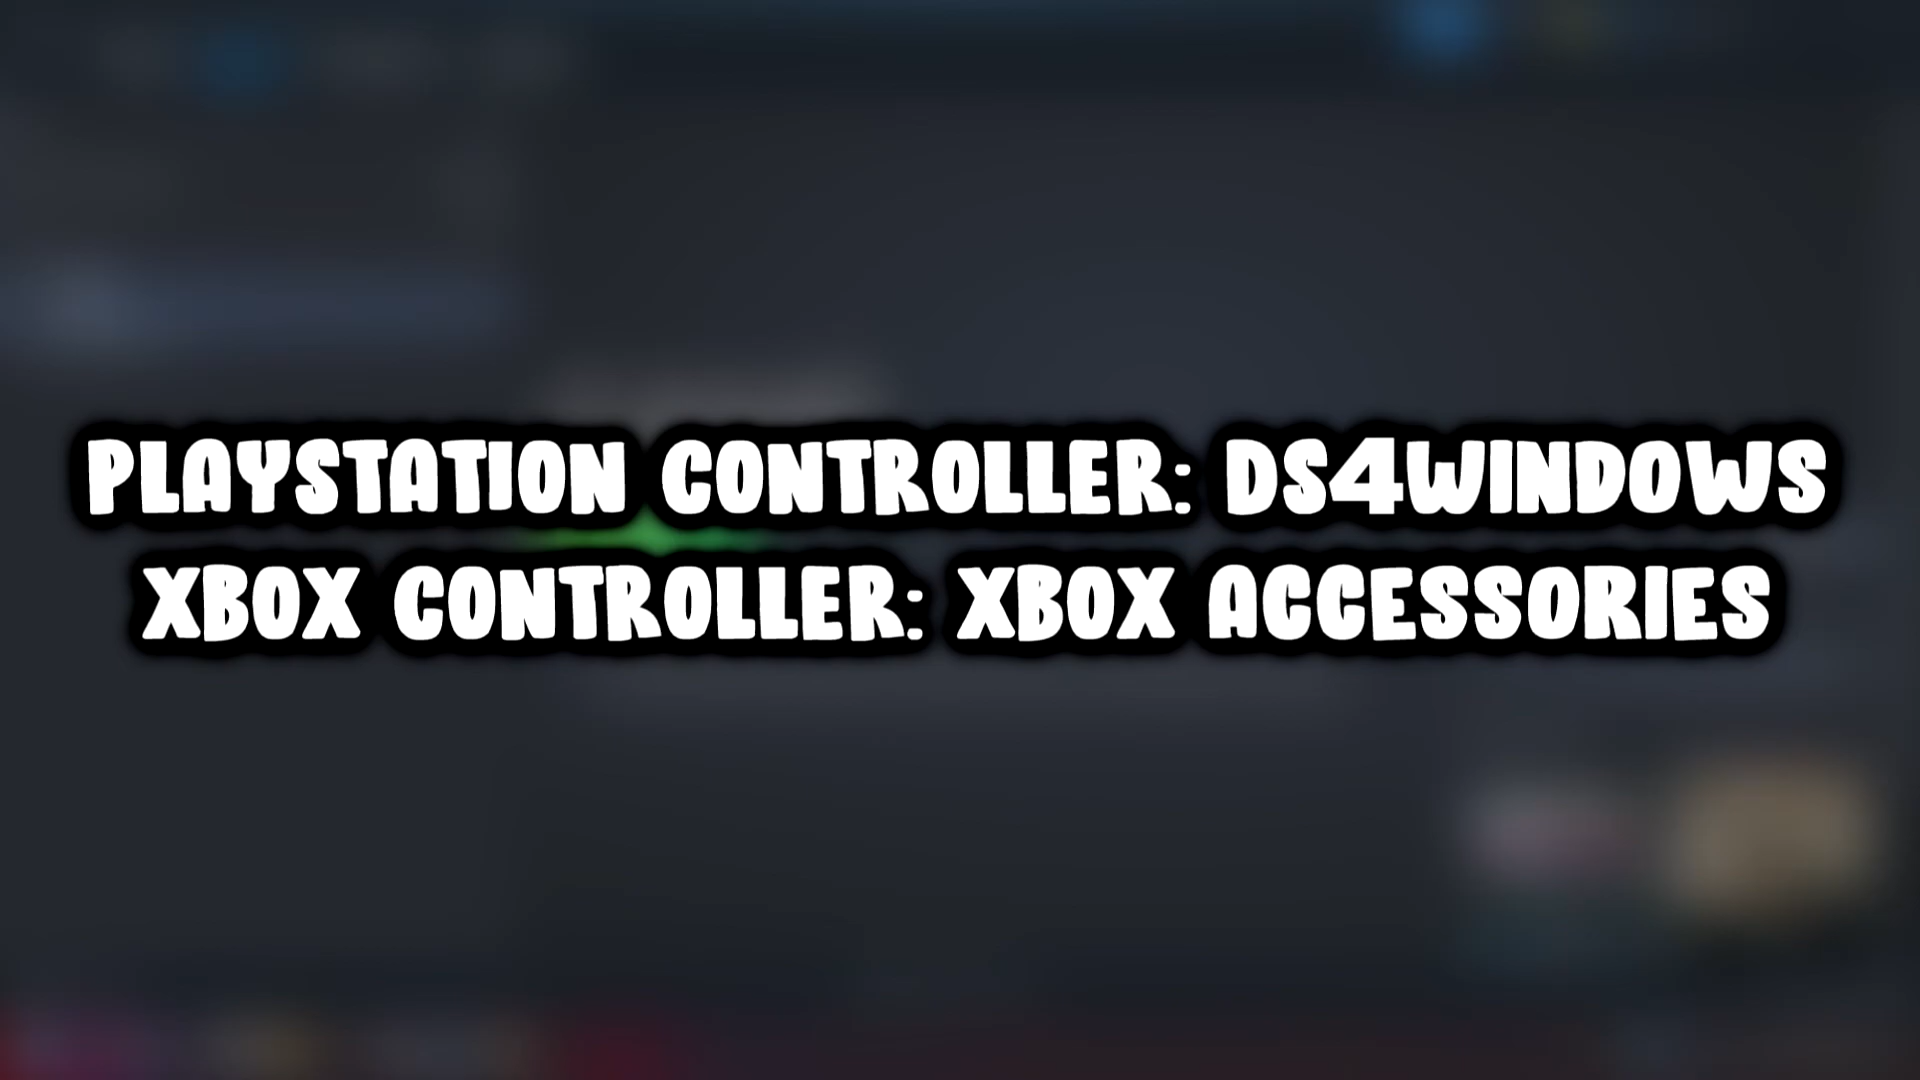 PLAYSTATION CONTROLLER: DS4WINDOWS
XBOX CONTROLLER: XBOX ACCESSORIES